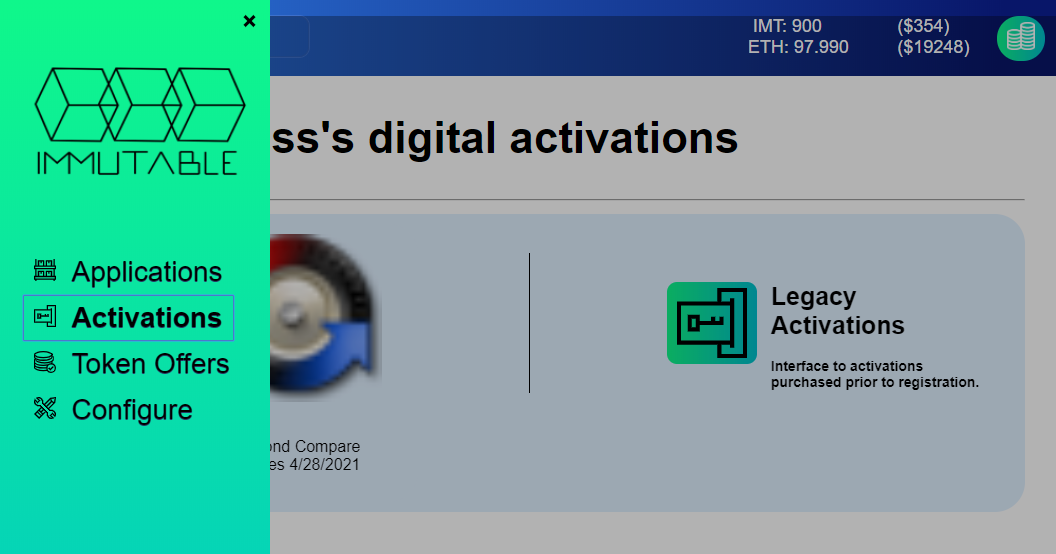 ×
IMMUTABLE
Applications
Activations
Token Offers
Configure
IMT: 900 ($354)
ETH: 97.990 ($19248)
ss's digital activations
ond Compare
es 4/28/2021
Legacy
Activations
Interface to activations
purchased prior to registration.